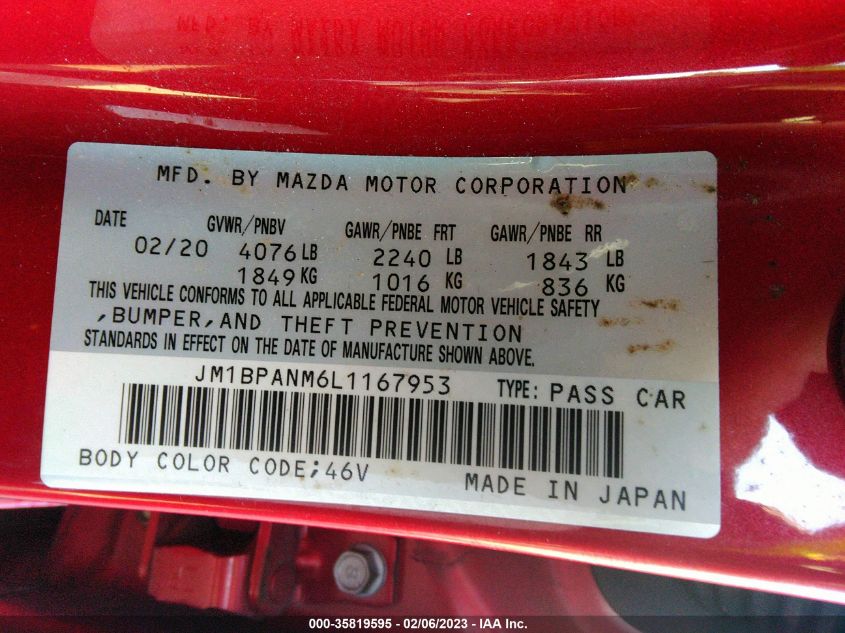 MFD. BY MAZDA MOTOR CORPORATION
DATE GVWR/PNBV GAWR/PNBE FRT GAWR/PNBE RR
02/20 4076 LB 2240 LB 1843 LB
1849 KG 1016 KG 836 KG
THIS VEHICLE CONFORMS TO ALL APPLICABLE FEDERAL MOTOR VEHICLE SAFETY
,BUMPER,AND THEFT PREVENTION
STANDARDS IN EFFECT ON THE DATE OF MANUFACTURE SHOWN ABOVE.
JM1BPANM6L1167953 TYPE: PASS CAR
BODY COLOR CODE;46V
MADE IN JAPAN
000-35819595 - 02/06/2023 - IAA Inc.